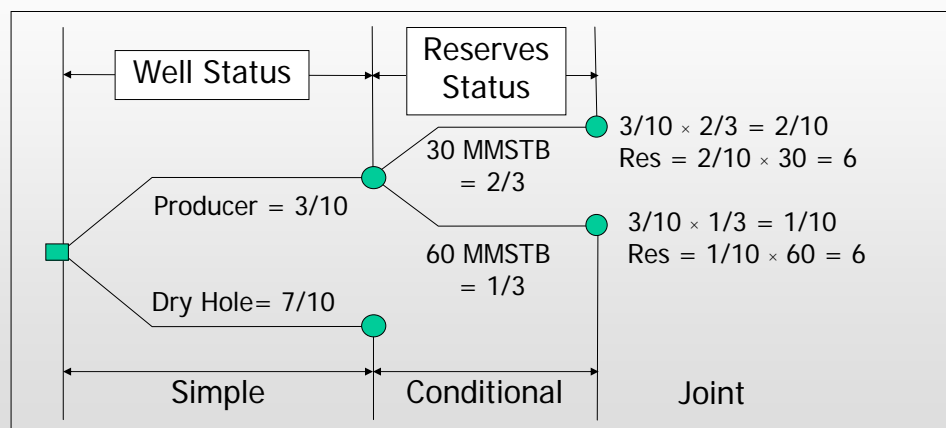 Well Status
Reserves
Status
3/10 × 2/3 = 2/10
Res = 2/10 × 30 = 6
30 MMSTB
= 2/3
Producer = 3/10
3/10 × 1/3 = 1/10
Res = 1/10 × 60 = 6
60 MMSTB
= 1/3
Dry Hole= 7/10
Simple
Conditional
Joint